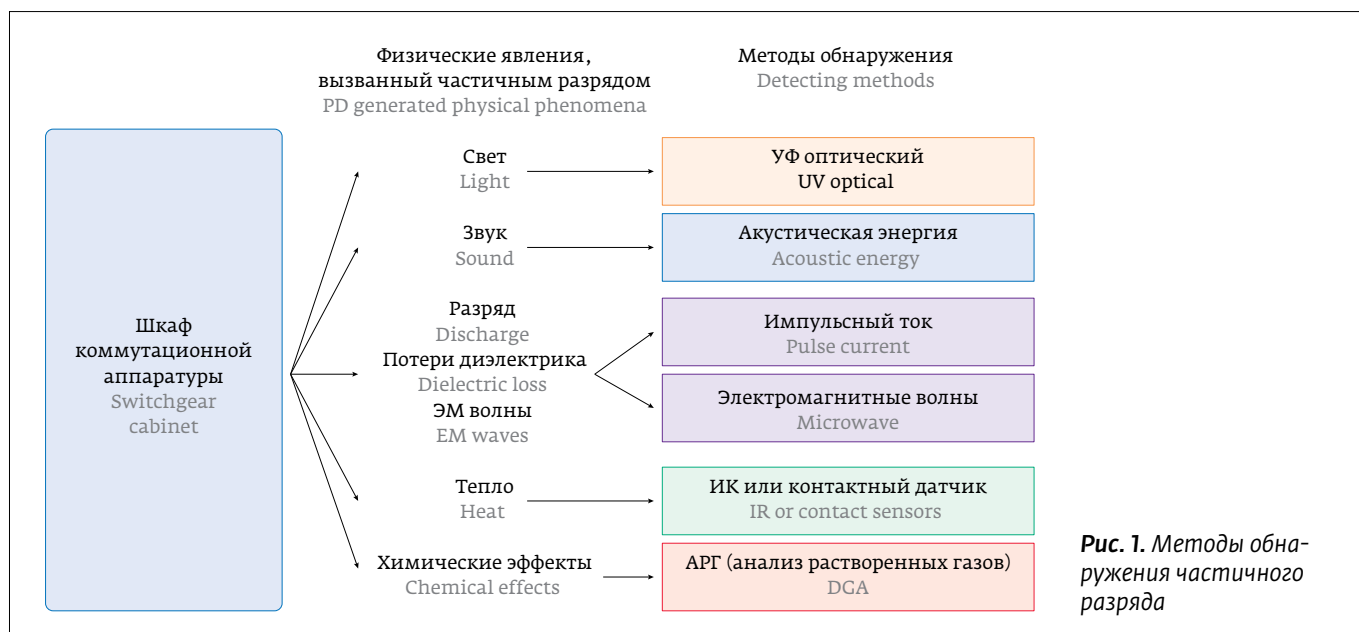 Физические явления,
вызванный частичным разрядом
PD generated physical phenomena
Методы обнаружения
Detecting methods
Шкаф
коммутационной
аппаратуры
Switchgear
cabinet
Свет
Light
УФ оптический
UV optical
Звук
Sound
Акустическая энергия
Acoustic energy
Разряд
Discharge
Потери диэлектрика
Dielectric loss
ЭМ волны
EM waves
Импульсный ток
Pulse current
Электромагнитные волны
Microwave
Тепло
Heat
ИК или контактный датчик
IR or contact sensors
Химические эффекты
Chemical effects
АРГ (анализ растворенных газов)
DGA
Рис. 1. Методы обна-
ружения частичного
разряда